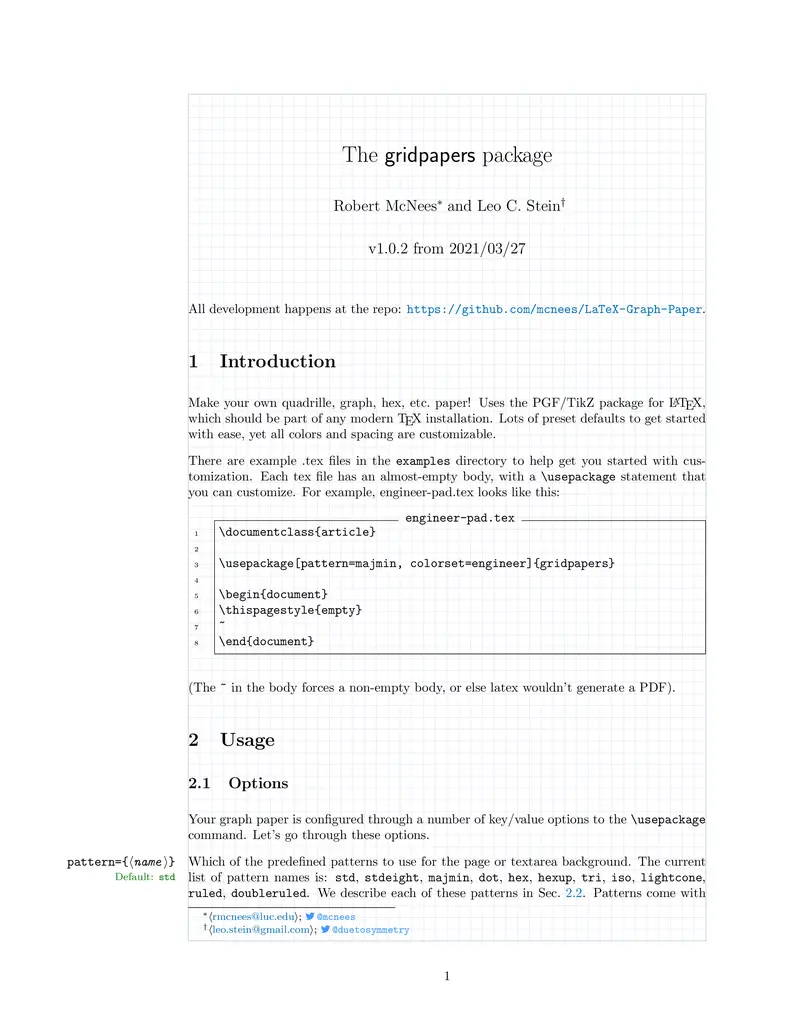 The gridpapers package
Robert McNees* and Leo C. Stein†
v1.0.2 from 2021/03/27
All development happens at the repo: https://github.com/mcnees/LaTeX-Graph-Paper.
1 Introduction
Make your own quadrille, graph, hex, etc. paper! Uses the PGF/TikZ package for LATEX,
which should be part of any modern TEX installation. Lots of preset defaults to get started
with ease, yet all colors and spacing are customizable.
There are example .tex files in the examples directory to help get you started with cus-
tomization. Each tex file has an almost-empty body, with a \usepackage statement that
you can customize. For example, engineer-pad.tex looks like this:
engineer-pad.tex
1 \documentclass{article}
2
3 \usepackage[pattern=majmin, colorset=engineer]{gridpapers}
4
5 \begin{document}
6 \thispagestyle{empty}
7 ~
8 \end{document}
(The ~ in the body forces a non-empty body, or else latex wouldn't generate a PDF).
2 Usage
2.1 Options
Your graph paper is configured through a number of key/value options to the \usepackage
command. Let's go through these options.
pattern={⟨name⟩} Which of the predefined patterns to use for the page or textarea background. The current
Default: std list of pattern names is: std, stdeight, majmin, dot, hex, hexup, tri, iso, lightcone,
ruled, doubleruled. We describe each of these patterns in Sec. 2.2. Patterns come with
*⟨rmcnees@luc.edu⟩; @mcnees
†⟨leo.stein@gmail.com⟩; @duetosymmetry
1